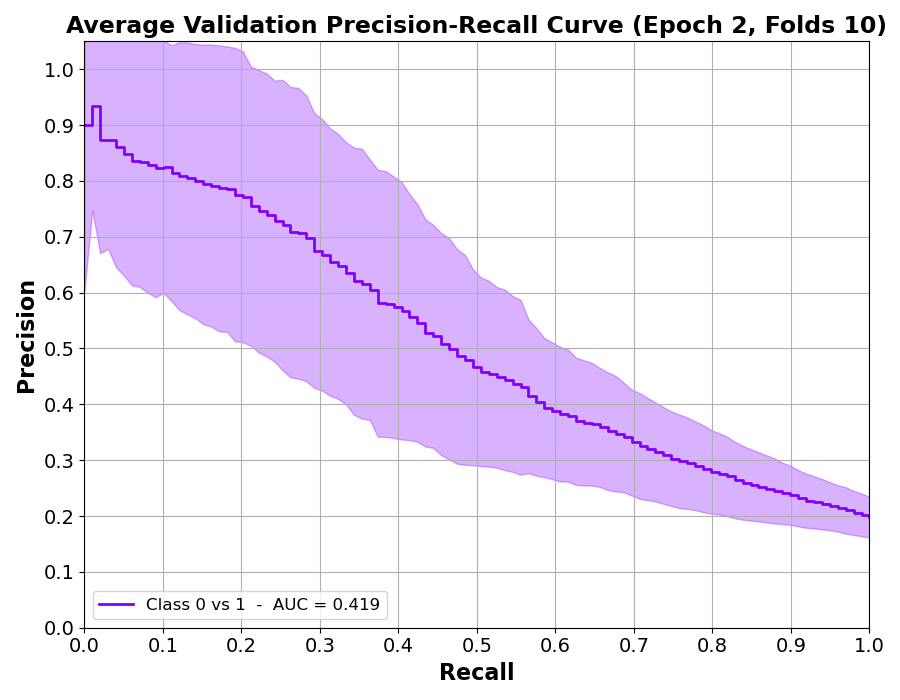 Average Validation Precision-Recall Curve (Epoch 2, Folds 10)
Precision
1.0
0.9
0.8
0.7
0.6
0.5
0.4
0.3
0.2
0.1
0.0
Class 0 vs 1 - AUC = 0.419
0.0 0.1 0.2 0.3 0.4 0.5 0.6 0.7 0.8 0.9 1.0
Recall